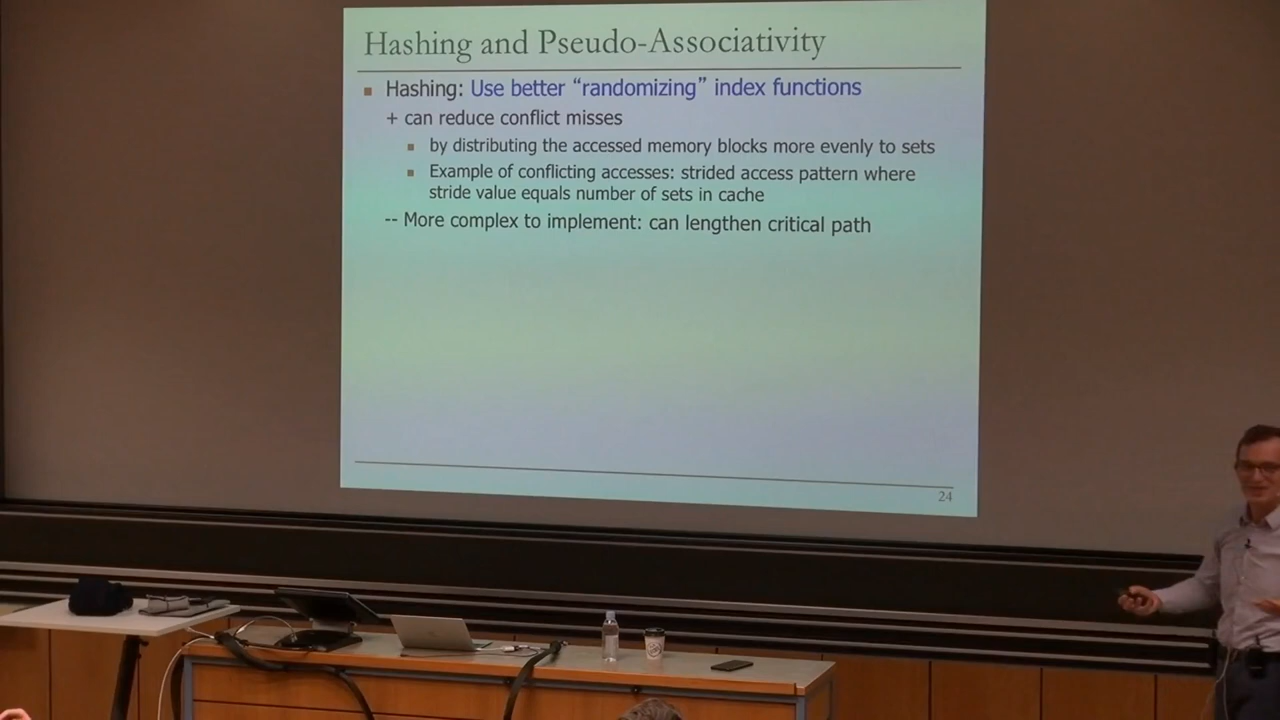 Hashing and Pseudo-Associativity
Hashing: Use better “randomizing” index functions
+ can reduce conflict misses
by distributing the accessed memory blocks more evenly to sets
Example of conflicting accesses: strided access pattern where
stride value equals number of sets in cache
-- More complex to implement: can lengthen critical path
24